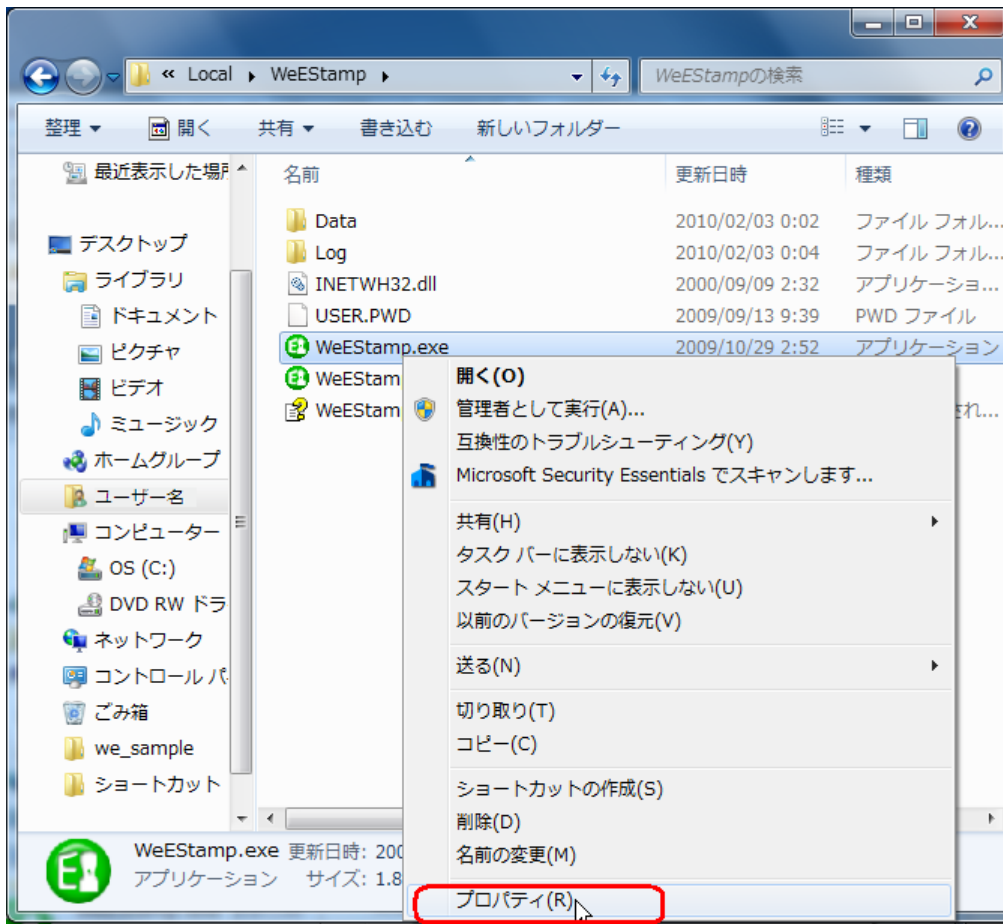 « Local ▸ WeEStamp ▸
WeEStampの検索
整理 開く 共有 書き込む 新しいフォルダー
最近表示した場所
デスクトップ
ライブラリ
ドキュメント
ピクチャ
ビデオ
ミュージック
ホームグループ
ユーザー名
コンピューター
OS (C:)
DVD RW ドラ
ネットワーク
コントロール パ
ごみ箱
we_sample
ショートカット
名前 更新日時 種類
Data 2010/02/03 0:02 ファイル フォル...
Log 2010/02/03 0:04 ファイル フォル...
INETWH32.dll 2000/09/09 2:32 アプリケーショ...
USER.PWD 2009/09/13 9:39 PWD ファイル
WeEStamp.exe 2009/10/29 2:52 アプリケーション
WeEStam
WeEStam され...
開く(O)
管理者として実行(A)...
互換性のトラブルシューティング(Y)
Microsoft Security Essentials でスキャンします...
共有(H)
タスク バーに表示しない(K)
スタート メニューに表示しない(U)
以前のバージョンの復元(V)
送る(N)
切り取り(T)
コピー(C)
ショートカットの作成(S)
削除(D)
名前の変更(M)
プロパティ(R)
WeEStamp.exe 更新日時: 200
アプリケーション サイズ: 1.8